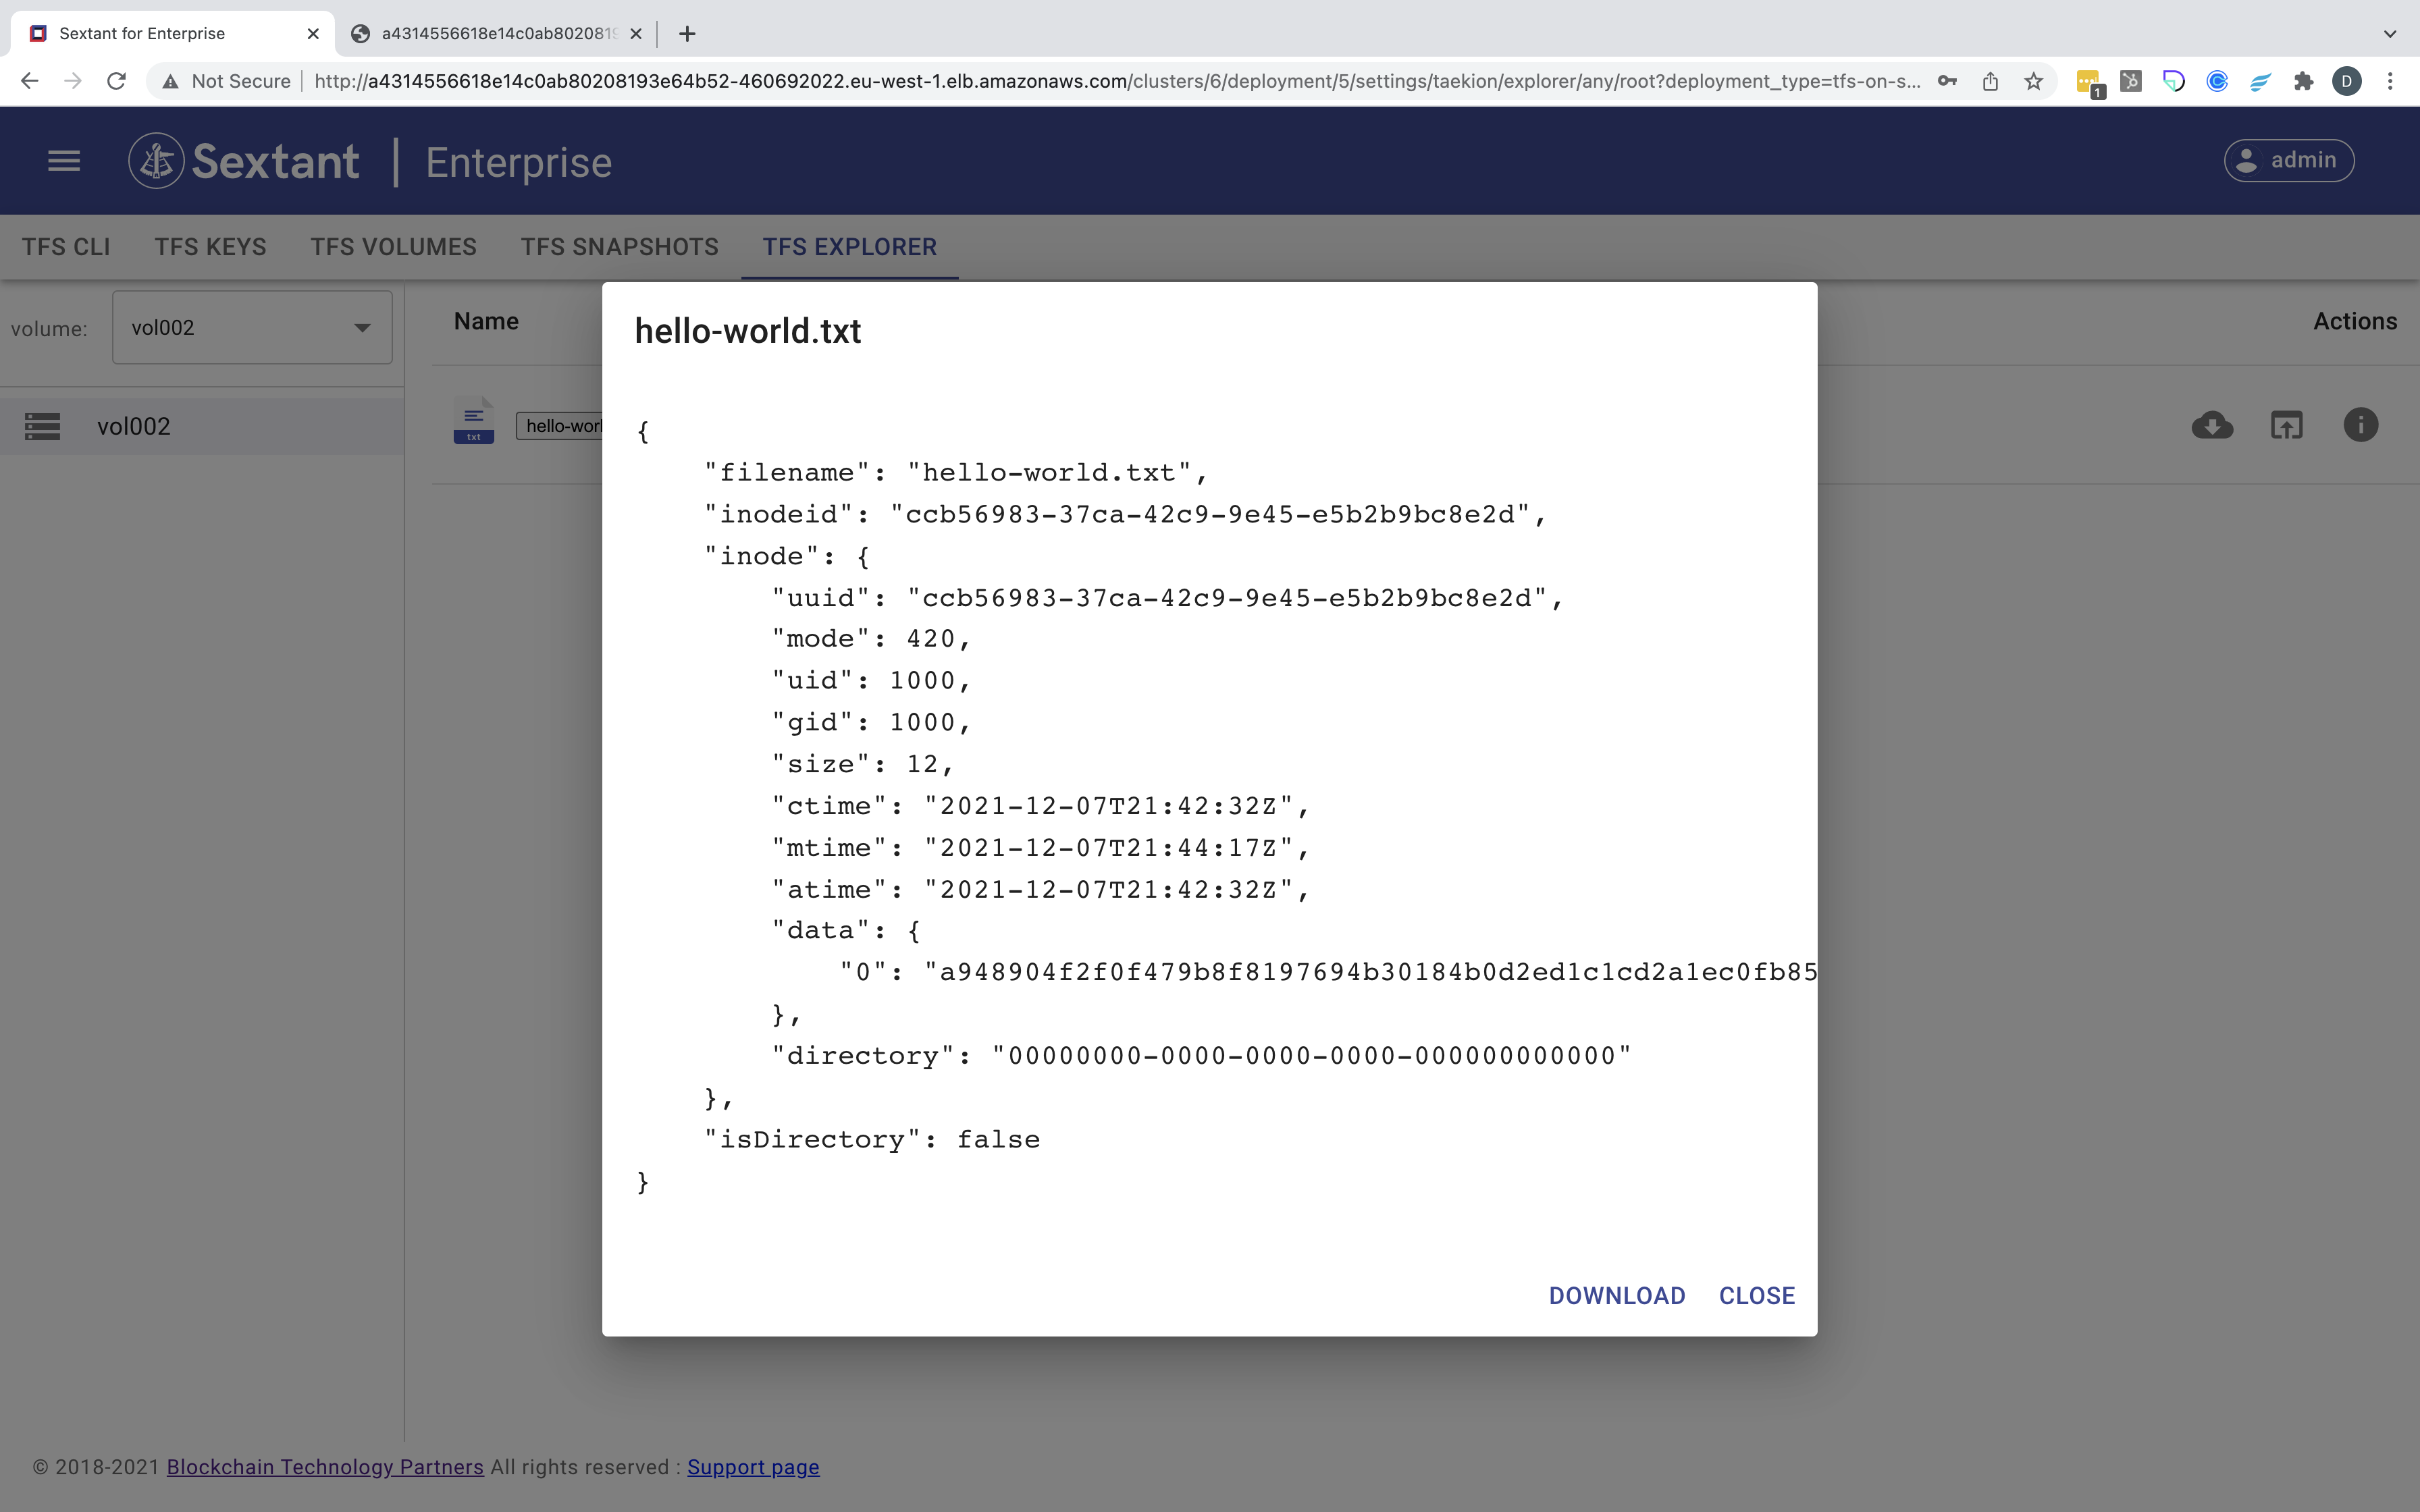 Sextant for Enterprise
a4314556618e14c0ab8020819
Not Secure
http://a4314556618e14c0ab80208193e64b52-460692022.eu-west-1.elb.amazonaws.com/clusters/6/deployment/5/settings/taekion/explorer/any/root?deployment_type=tfs-on-s...
1
D
Sextant | Enterprise
admin
TFS CLI
TFS KEYS
TFS VOLUMES
TFS SNAPSHOTS
TFS EXPLORER
volume:
vol002
Name
Actions
vol002
txt
hello-worl
hello-world.txt
{
"filename": "hello-world.txt",
"inodeid": "ccb56983-37ca-42c9-9e45-e5b2b9bc8e2d",
"inode": {
"uuid": "ccb56983-37ca-42c9-9e45-e5b2b9bc8e2d",
"mode": 420,
"uid": 1000,
"gid": 1000,
"size": 12,
"ctime": "2021-12-07T21:42:32Z",
"mtime": "2021-12-07T21:44:17Z",
"atime": "2021-12-07T21:42:32Z",
"data": {
"0": "a948904f2f0f479b8f8197694b30184b0d2ed1c1cd2a1ec0fb85
},
"directory": "00000000-0000-0000-0000-000000000000"
},
"isDirectory": false
}
DOWNLOAD
CLOSE
© 2018-2021 Blockchain Technology Partners All rights reserved : Support page